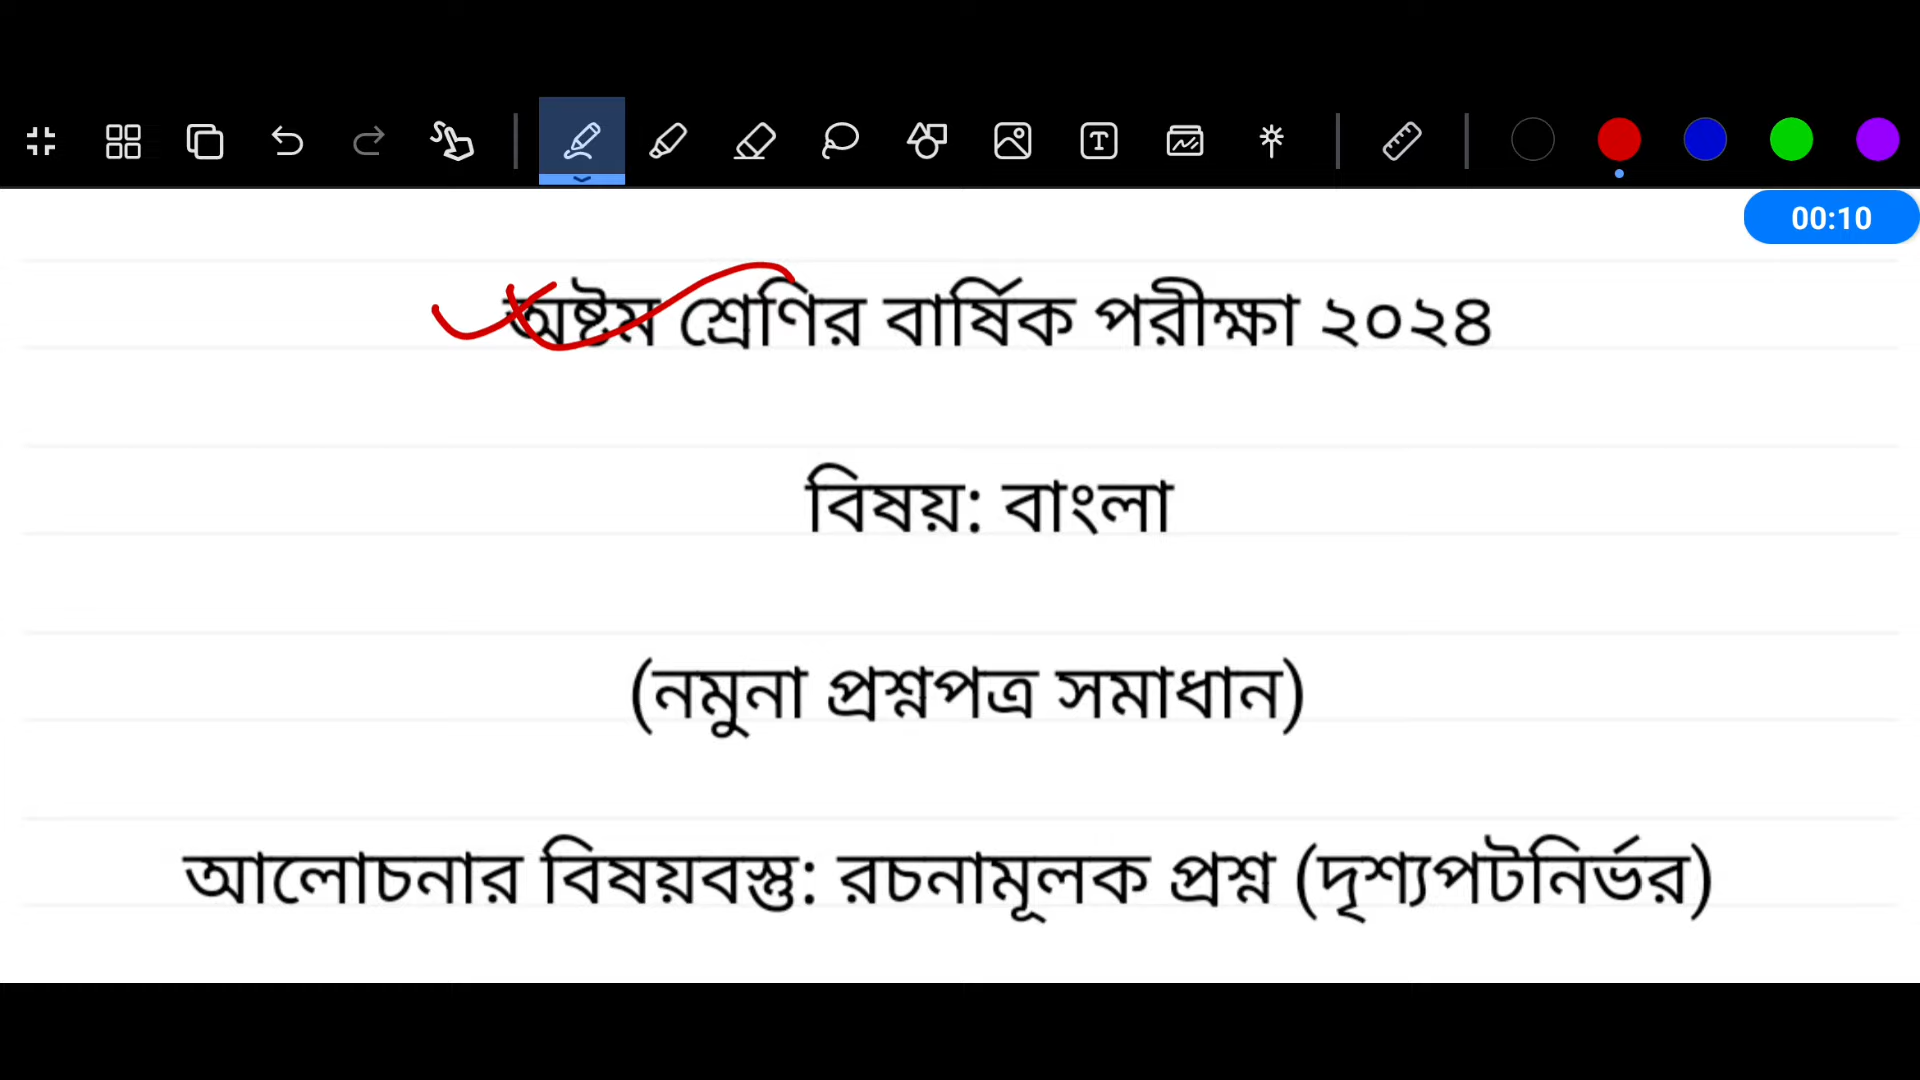 00:10
অষ্টম শ্রেণির বার্ষিক পরীক্ষা ২০২৪
বিষয়: বাংলা
(নমুনা প্রশ্নপত্র সমাধান)
আলোচনার বিষয়বস্তু: রচনামূলক প্রশ্ন (দৃশ্যপটনির্ভর)